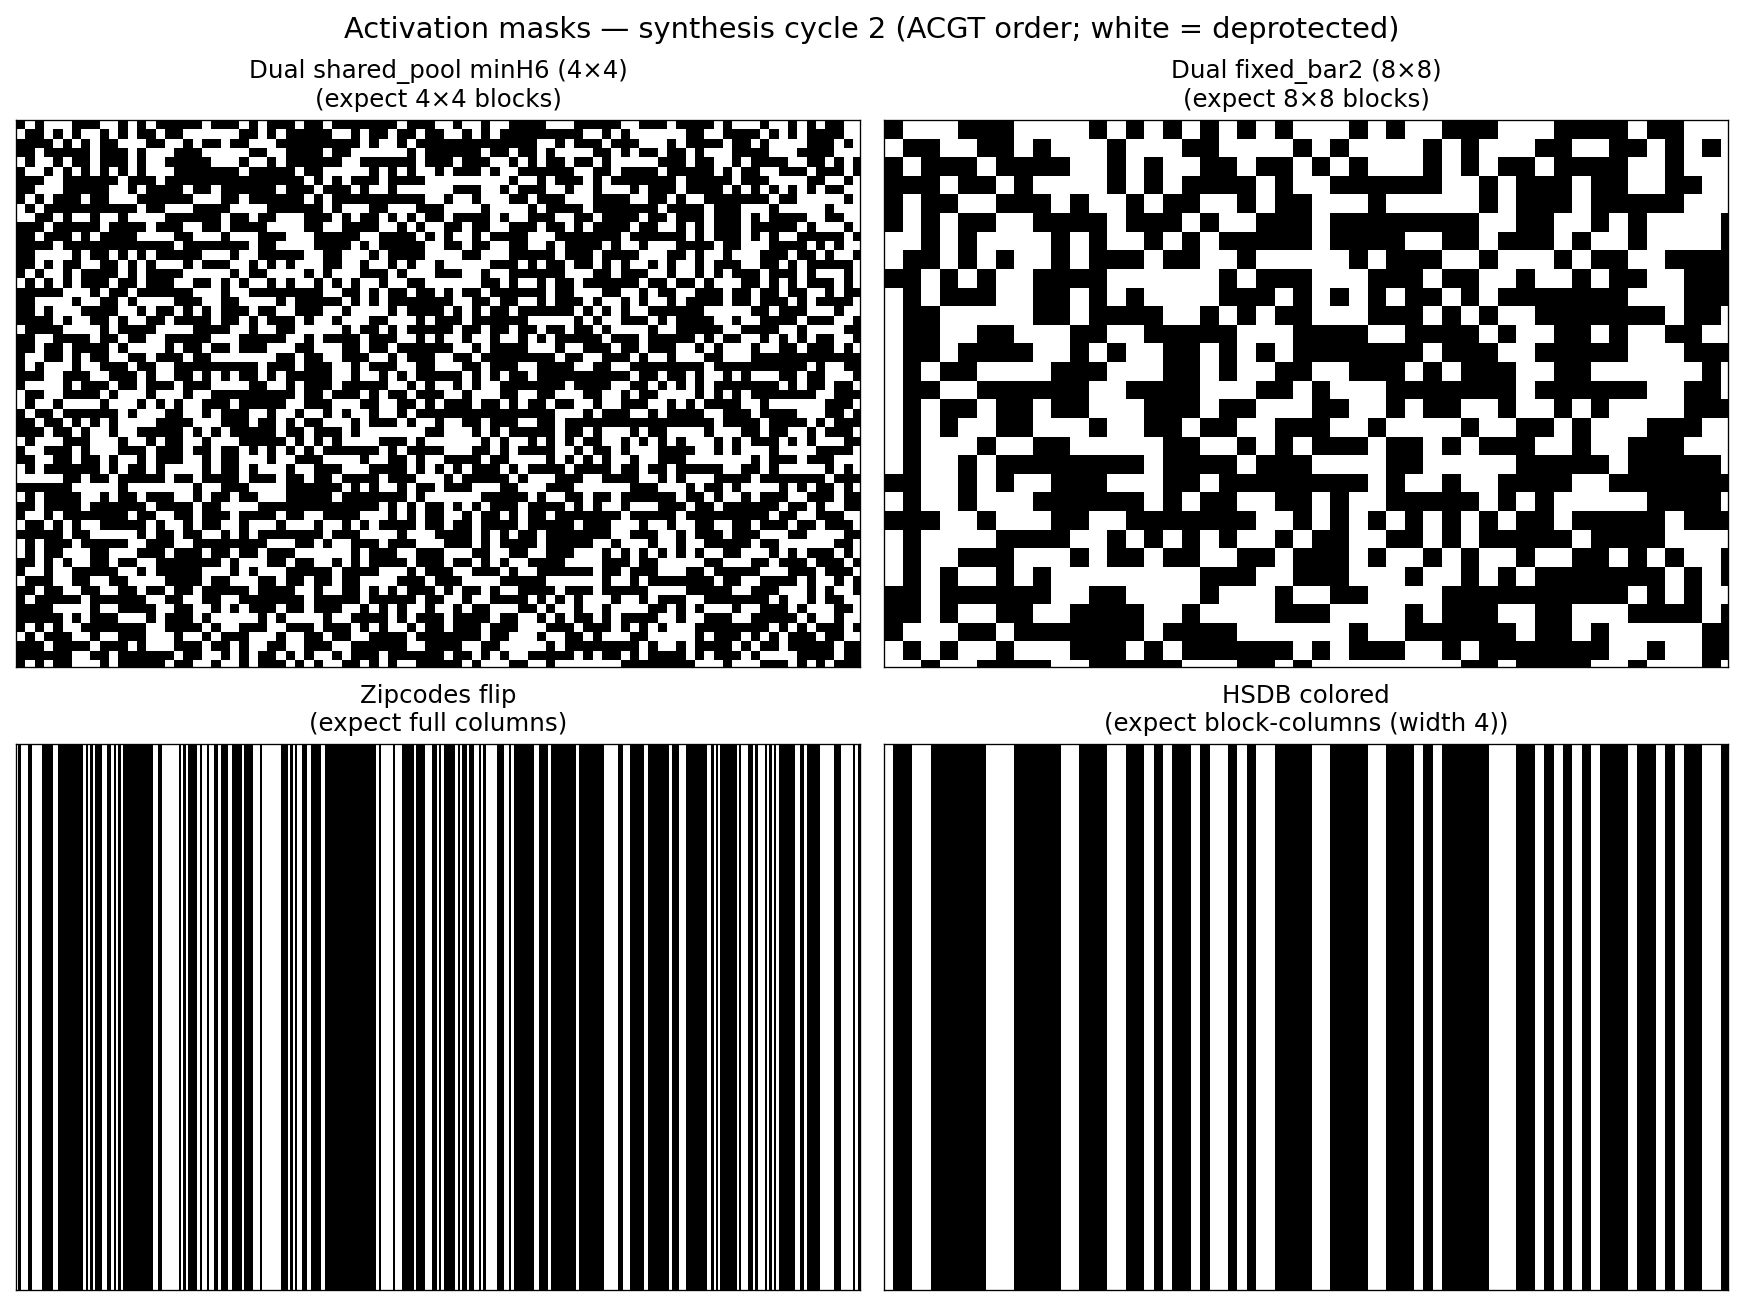 Activation masks — synthesis cycle 2 (ACGT order; white = deprotected)
Dual shared_pool minH6 (4×4)
(expect 4×4 blocks)
Dual fixed_bar2 (8×8)
(expect 8×8 blocks)
Zipcodes flip
(expect full columns)
HSDB colored
(expect block-columns (width 4))